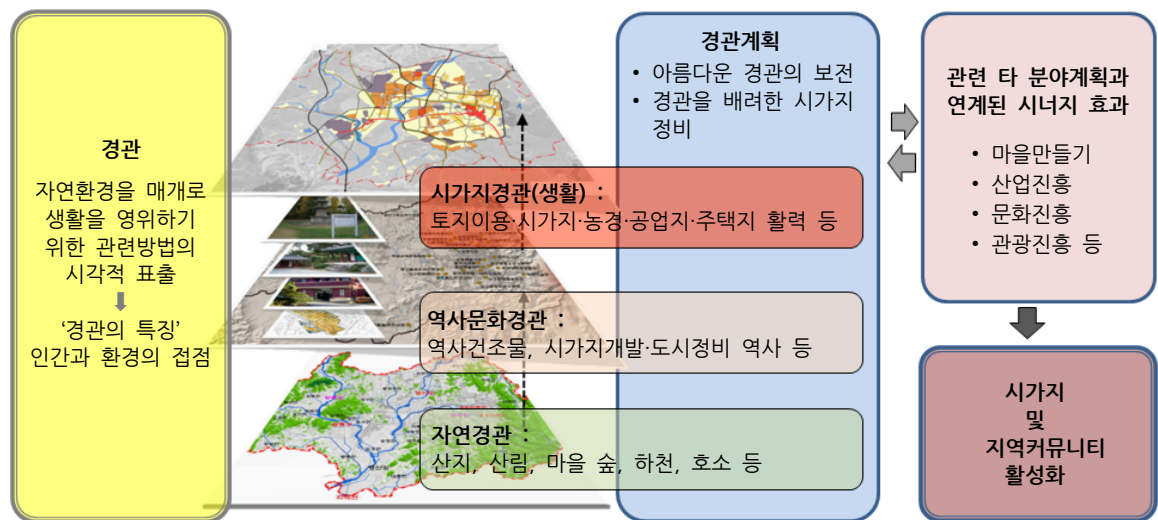 경관
자연환경을 매개로
생활을 영위하기
위한 관련방법의
시각적 표출
‘경관의 특징’
인간과 환경의 접점
경관계획
• 아름다운 경관의 보전
• 경관을 배려한 시가지
정비
시가지경관(생활) :
토지이용·시가지·농경·공업지·주택지 활력 등
역사문화경관 :
역사건조물, 시가지개발·도시정비 역사 등
자연경관 :
산지, 산림, 마을 숲, 하천, 호소 등
관련 타 분야계획과
연계된 시너지 효과
• 마을만들기
• 산업진흥
• 문화진흥
• 관광진흥 등
시가지
및
지역커뮤니티
활성화